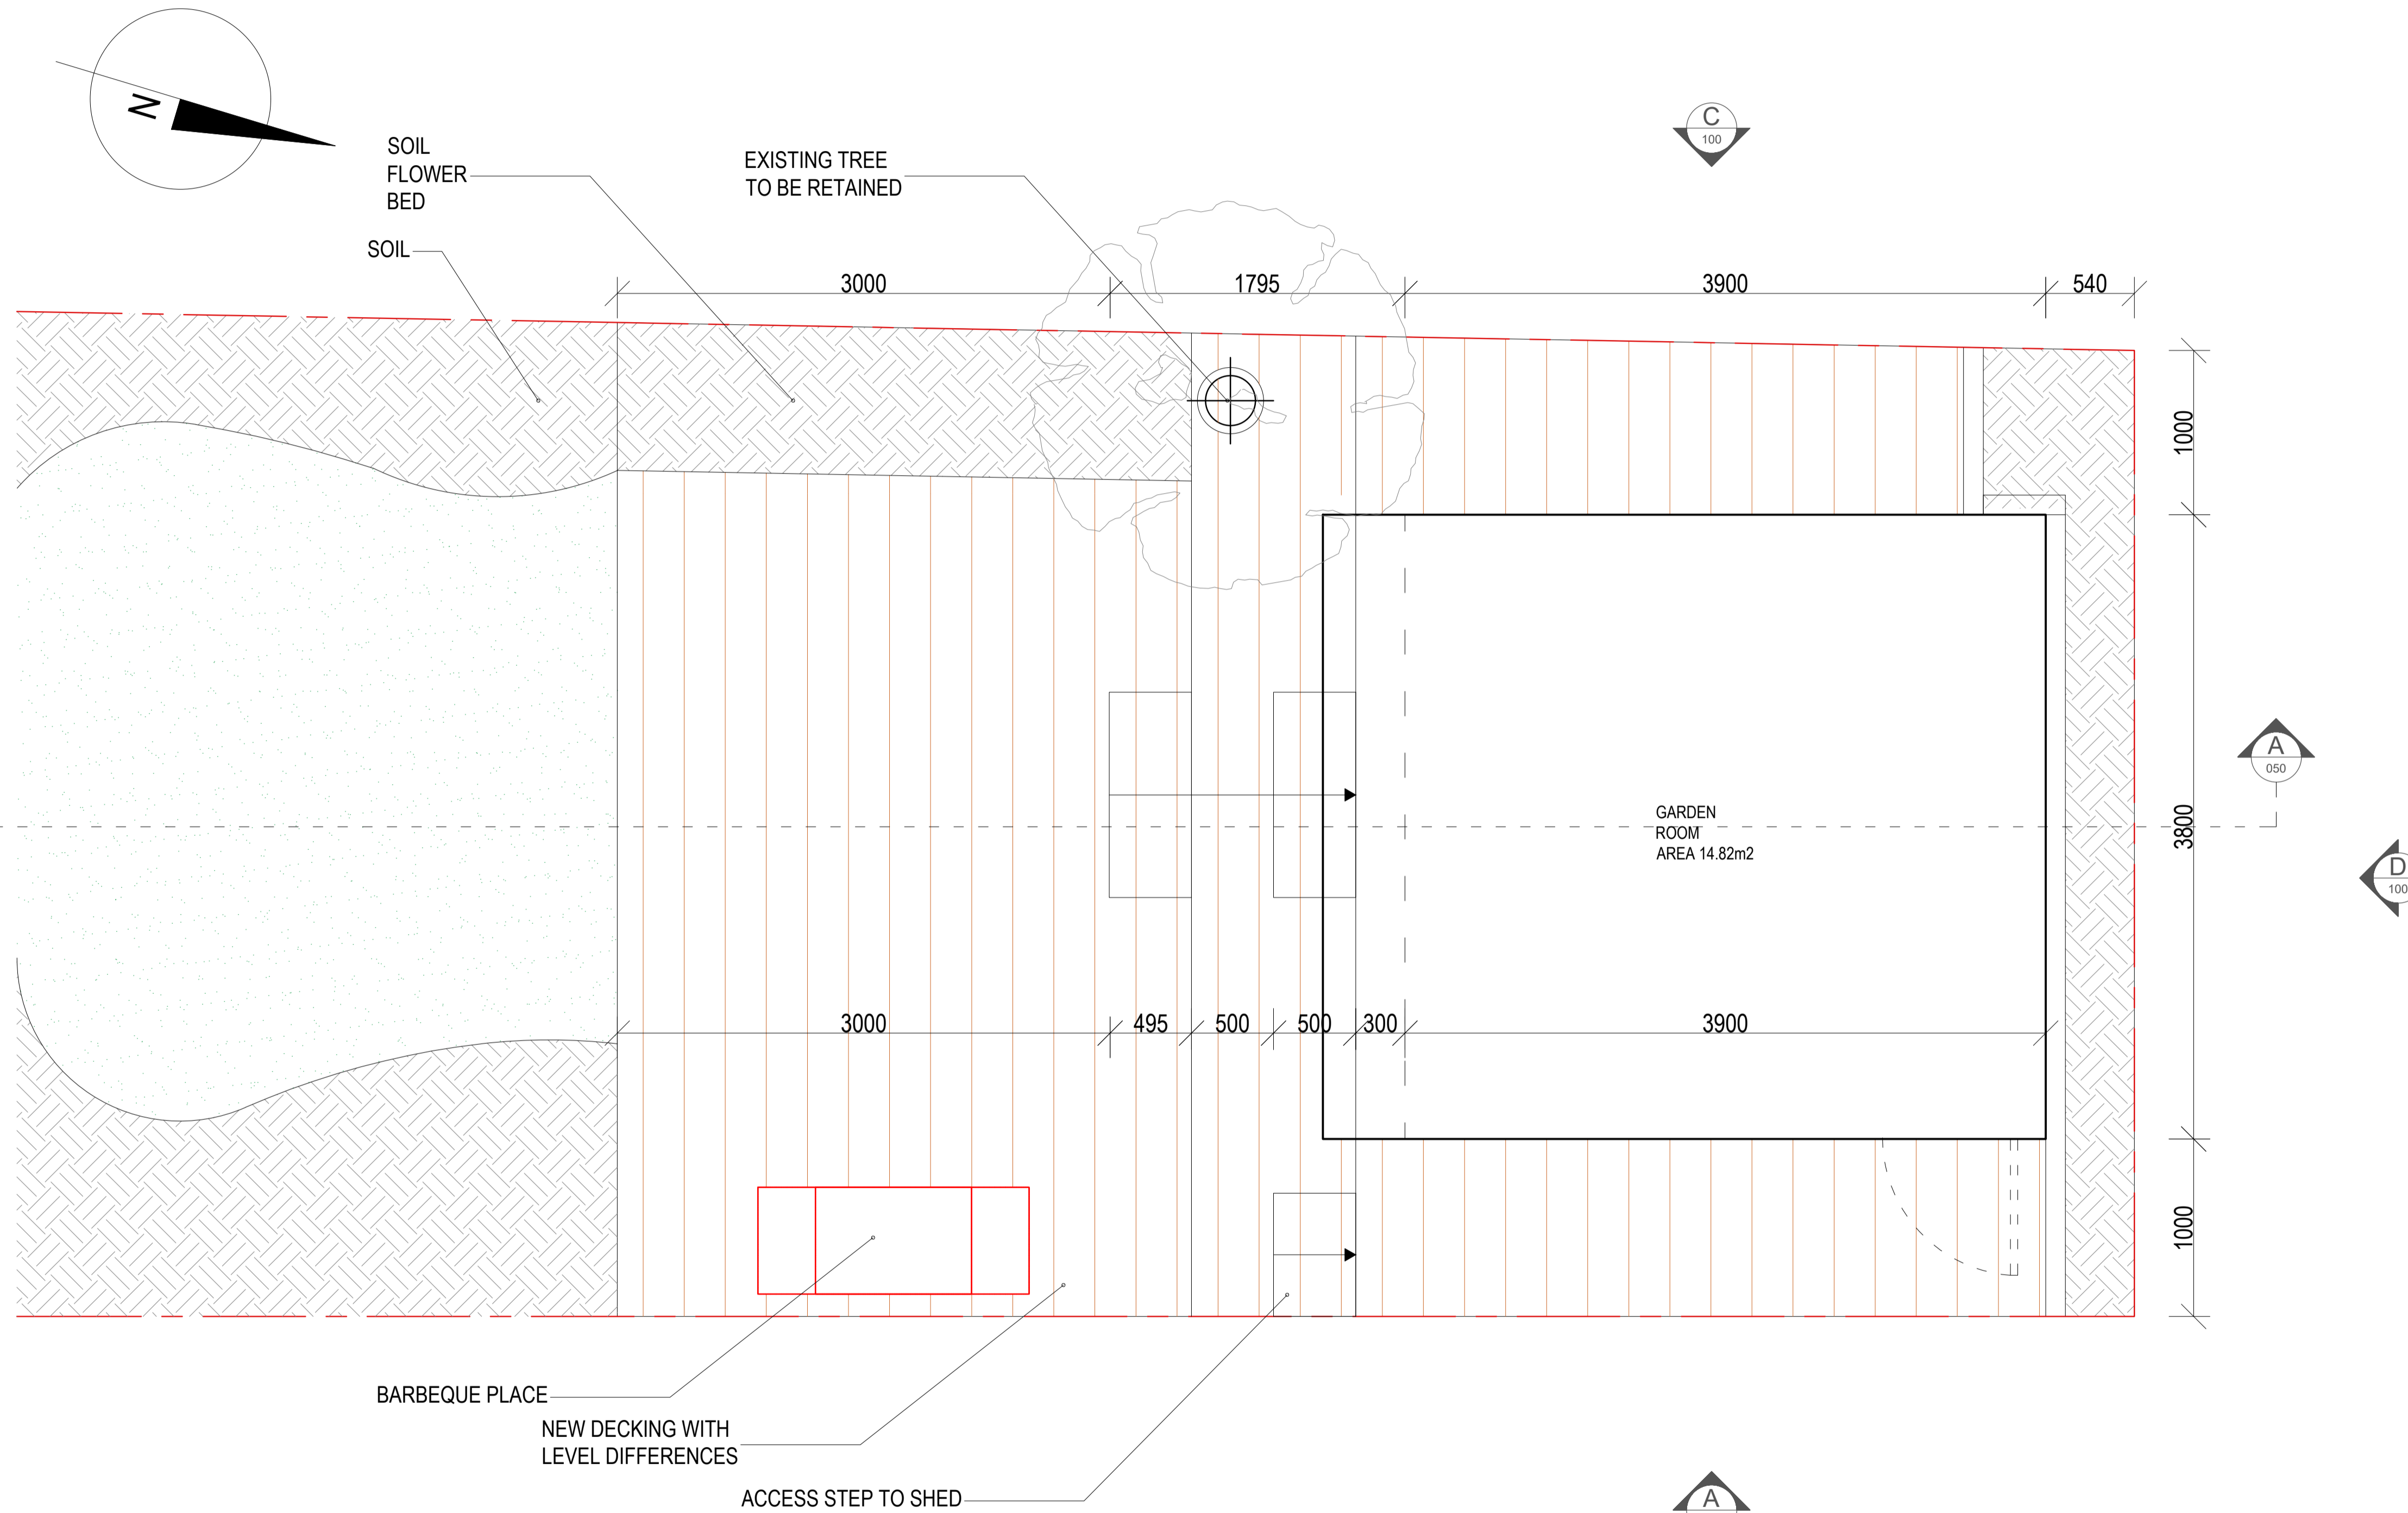 N
C
100
SOIL
FLOWER
BED
EXISTING TREE
TO BE RETAINED
SOIL
3000
1795
3900
540
1000
A
050
GARDEN
ROOM
AREA 14.82m2
3800
D
100
3000
495
500
500
300
3900
1000
BARBEQUE PLACE
NEW DECKING WITH
LEVEL DIFFERENCES
ACCESS STEP TO SHED
A